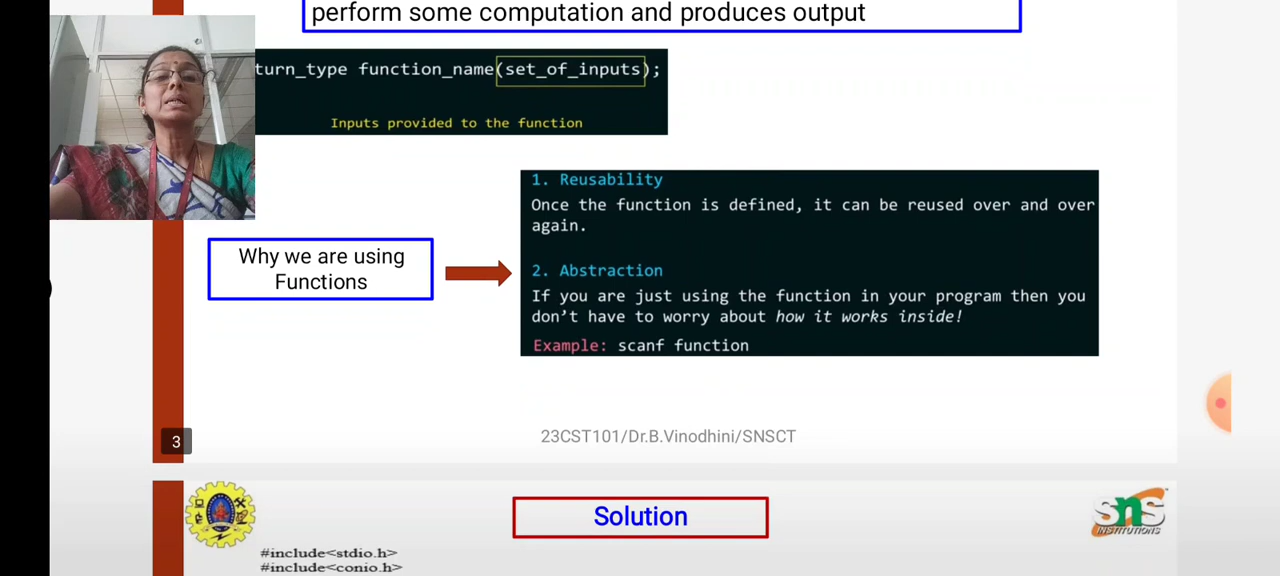 perform some computation and produces output
turn_type function_name(set_of_inputs);
Inputs provided to the function
1. Reusability
Once the function is defined, it can be reused over and over
again.
Why we are using
Functions
2. Abstraction
If you are just using the function in your program then you
don't have to worry about how it works inside!
Example: scanf function
3
23CST101/Dr.B.Vinodhini/SNSCT
Solution
sns
INSTITUTIONS
#include<stdio.h>
#include<conio.h>